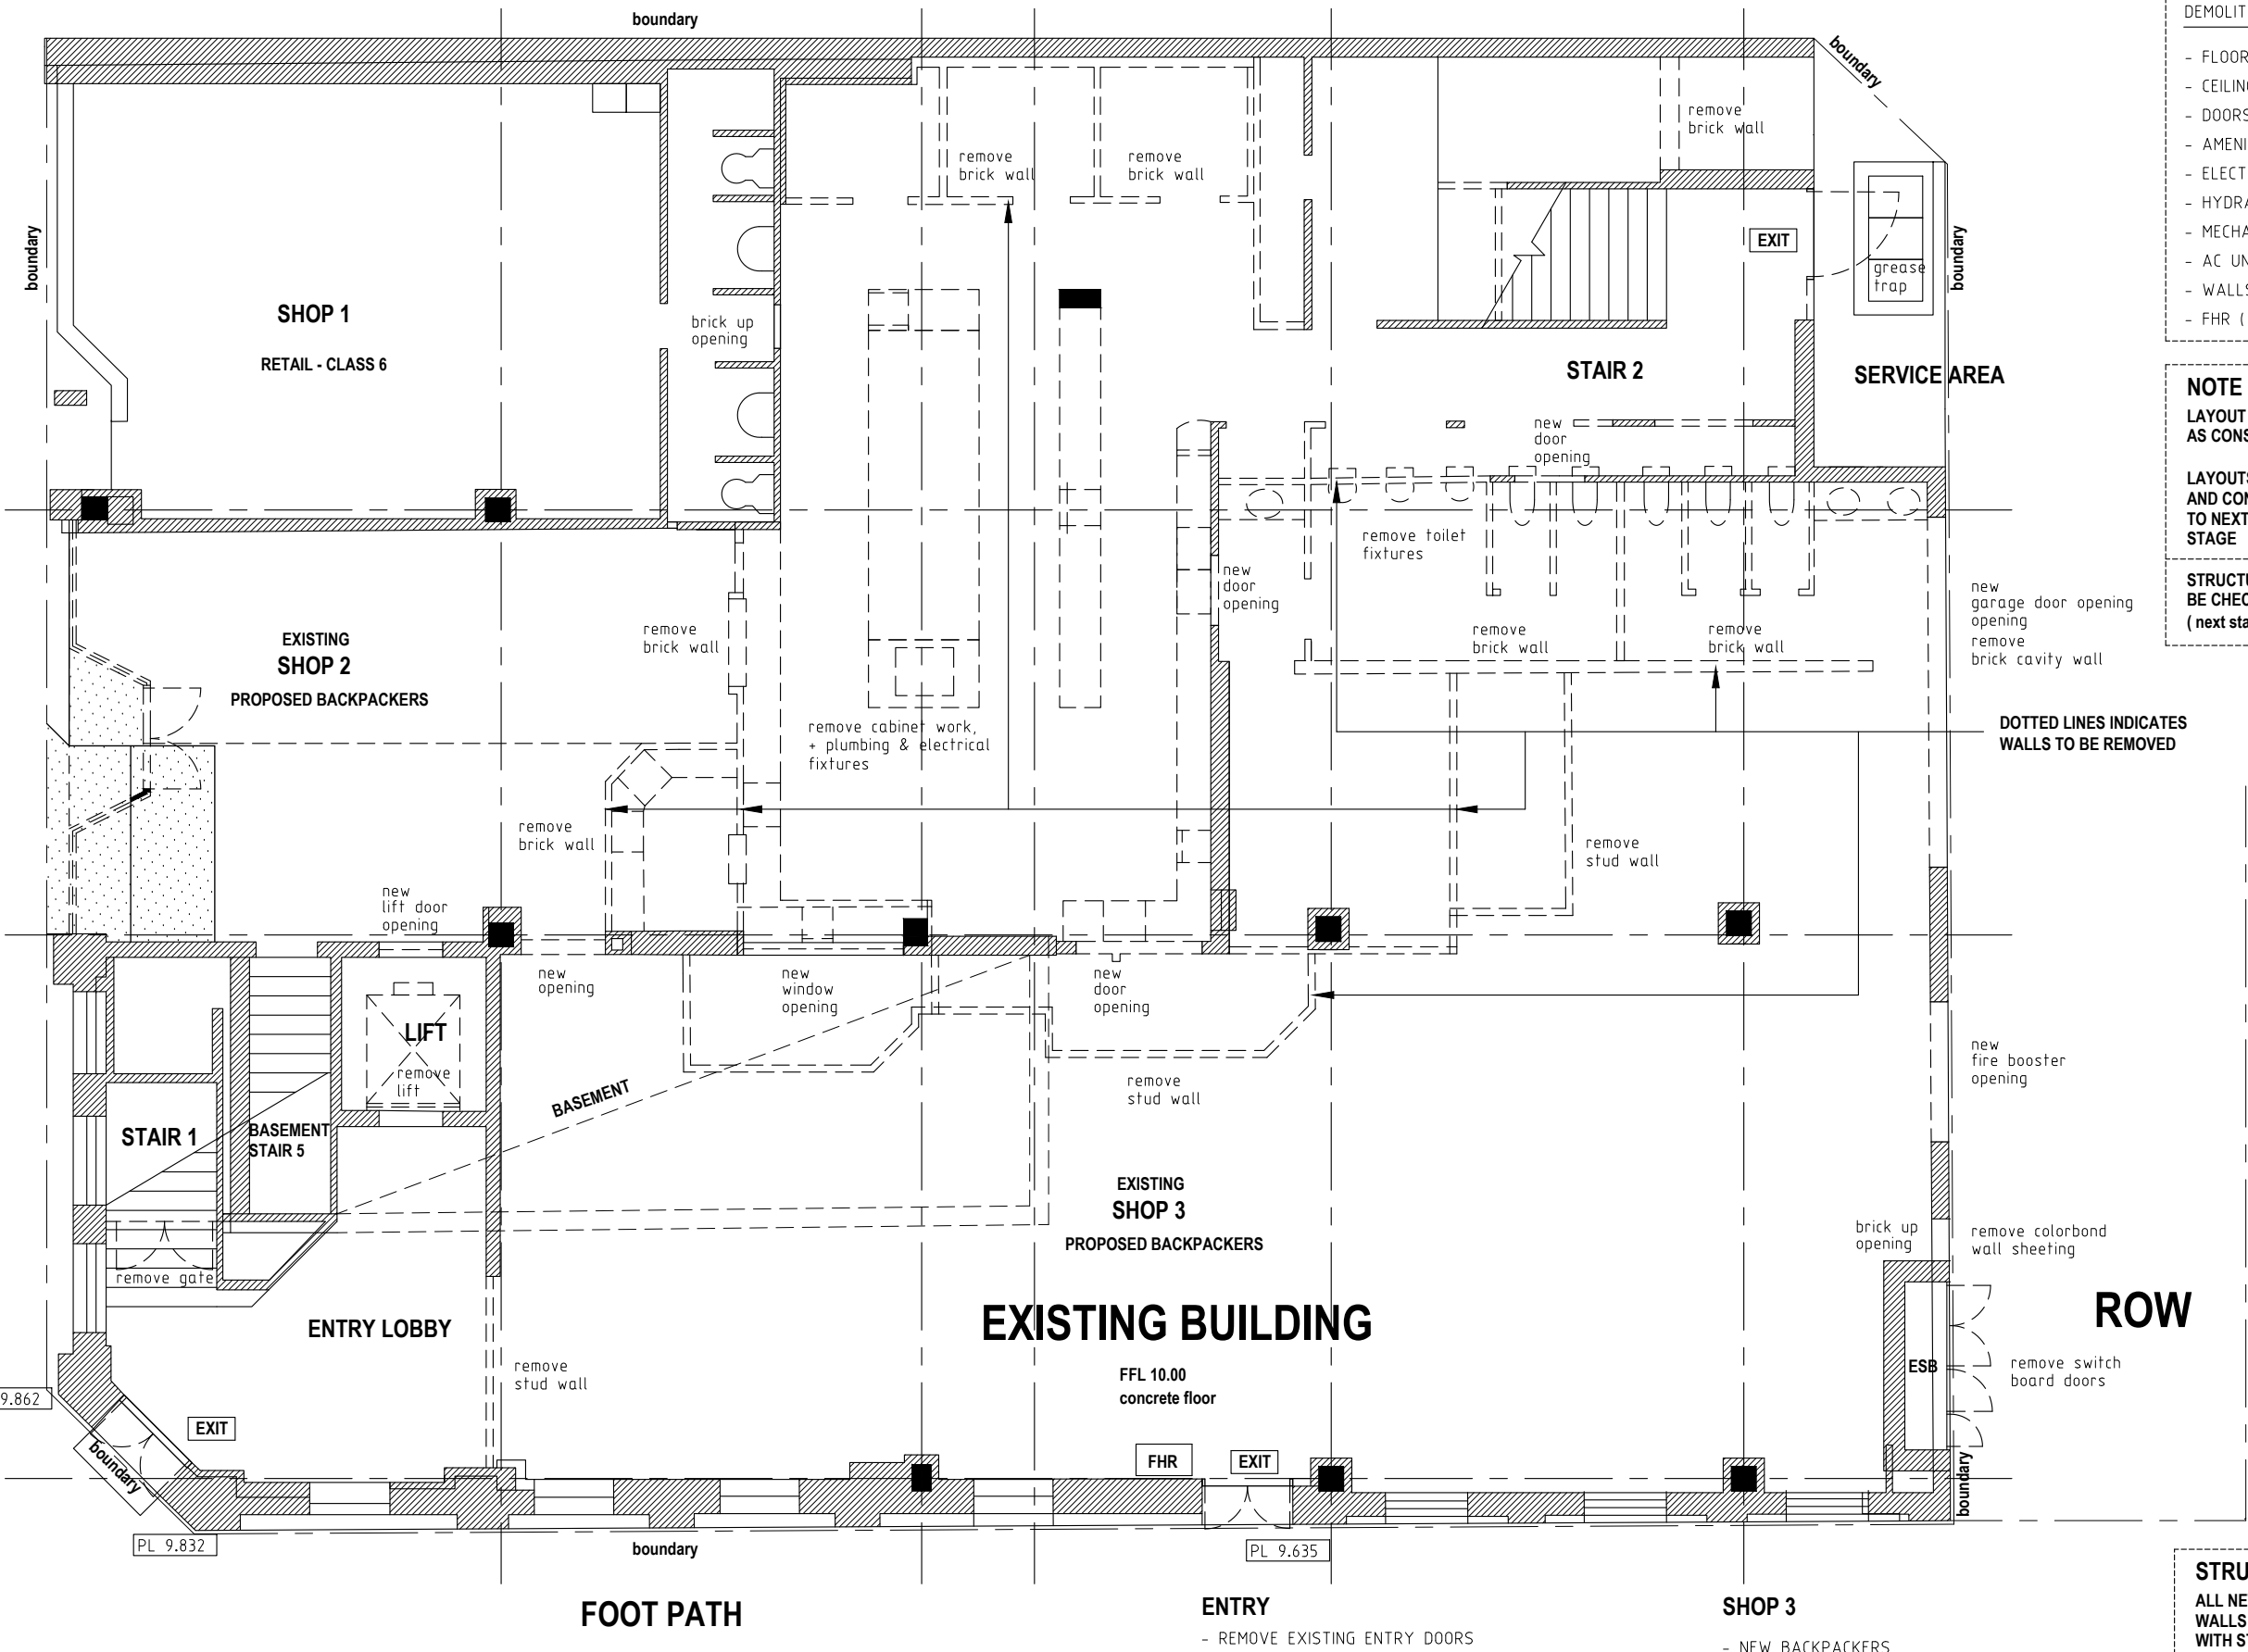 boundary
boundary
boundary
SHOP 1
RETAIL - CLASS 6
brick up
opening
remove
brick wall
remove
brick wall
remove
brick wall
EXIT
grease
trap
boundary
STAIR 2
SERVICE AREA
new
door
opening
remove toilet
fixtures
new
door
opening
EXISTING
SHOP 2
PROPOSED BACKPACKERS
remove
brick wall
remove
brick wall
remove
brick wall
new
garage door opening
opening
remove
brick cavity wall
remove cabinet work,
+ plumbing & electrical
fixtures
DOTTED LINES INDICATES
WALLS TO BE REMOVED
remove
brick wall
remove
stud wall
new
lift door
opening
new
opening
new
window
opening
new
door
opening
LIFT
remove
lift
STAIR 1
BASEMENT
STAIR 5
BASEMENT
remove
stud wall
new
fire booster
opening
EXISTING
SHOP 3
PROPOSED BACKPACKERS
brick up
opening
remove colorbond
wall sheeting
remove gate
ENTRY LOBBY
EXISTING BUILDING
ROW
remove
stud wall
FFL 10.00
concrete floor
ESB
remove switch
board doors
9.862
EXIT
boundary
FHR
EXIT
boundary
PL 9.832
boundary
PL 9.635
FOOT PATH
ENTRY
- REMOVE EXISTING ENTRY DOORS
SHOP 3
- NEW BACKPACKERS
DEMOLIT
- FLOOR
- CEILING
- DOORS
- AMENI
- ELECT
- HYDRA
- MECHA
- AC UN
- WALLS
- FHR (
NOTE
LAYOUT
AS CONS
LAYOUTS
AND CON
TO NEXT
STAGE
STRUCTU
BE CHEC
( next sta
STRU
ALL NE
WALLS
WITH ST